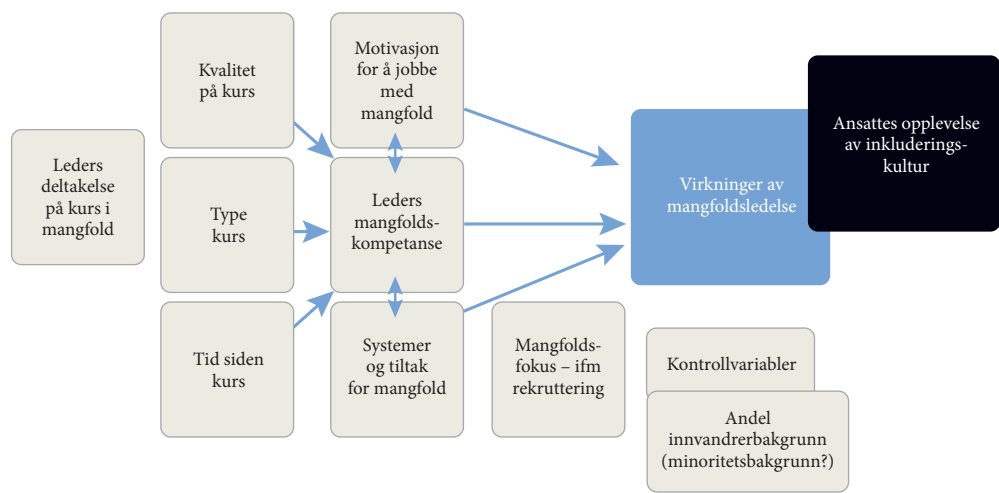 Leders
deltakelse
på kurs i
mangfold
Kvalitet
på kurs
Type
kurs
Tid siden
kurs
Motivasjon
for å jobbe
med
mangfold
Leders
mangfolds-
kompetanse
Systemer
og tiltak
for mangfold
Mangfolds-
fokus – ifm
rekruttering
Virkninger av
mangfoldsledelse
Ansattes opplevelse
av inkluderings-
kultur
Kontrollvariabler
Andel
innvandrerbakgrunn
(minoritetsbakgrunn?)